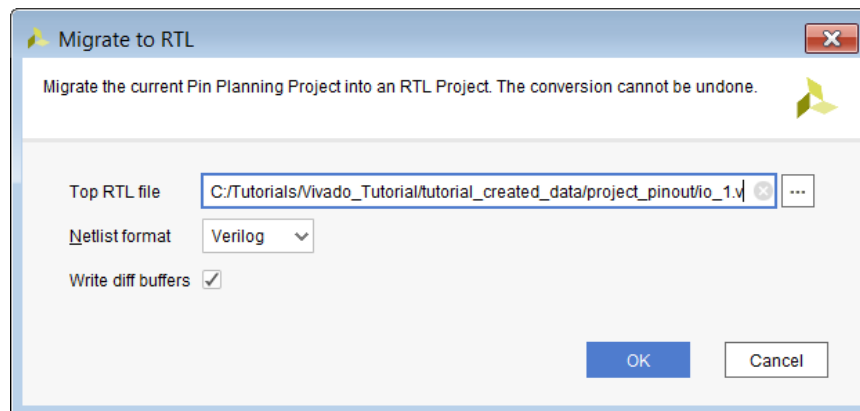 Migrate to RTL
Migrate the current Pin Planning Project into an RTL Project. The conversion cannot be undone.
Top RTL file C:/Tutorials/Vivado_Tutorial/tutorial_created_data/project_pinout/io_1.v ...
Netlist format Verilog
Write diff buffers
OK Cancel